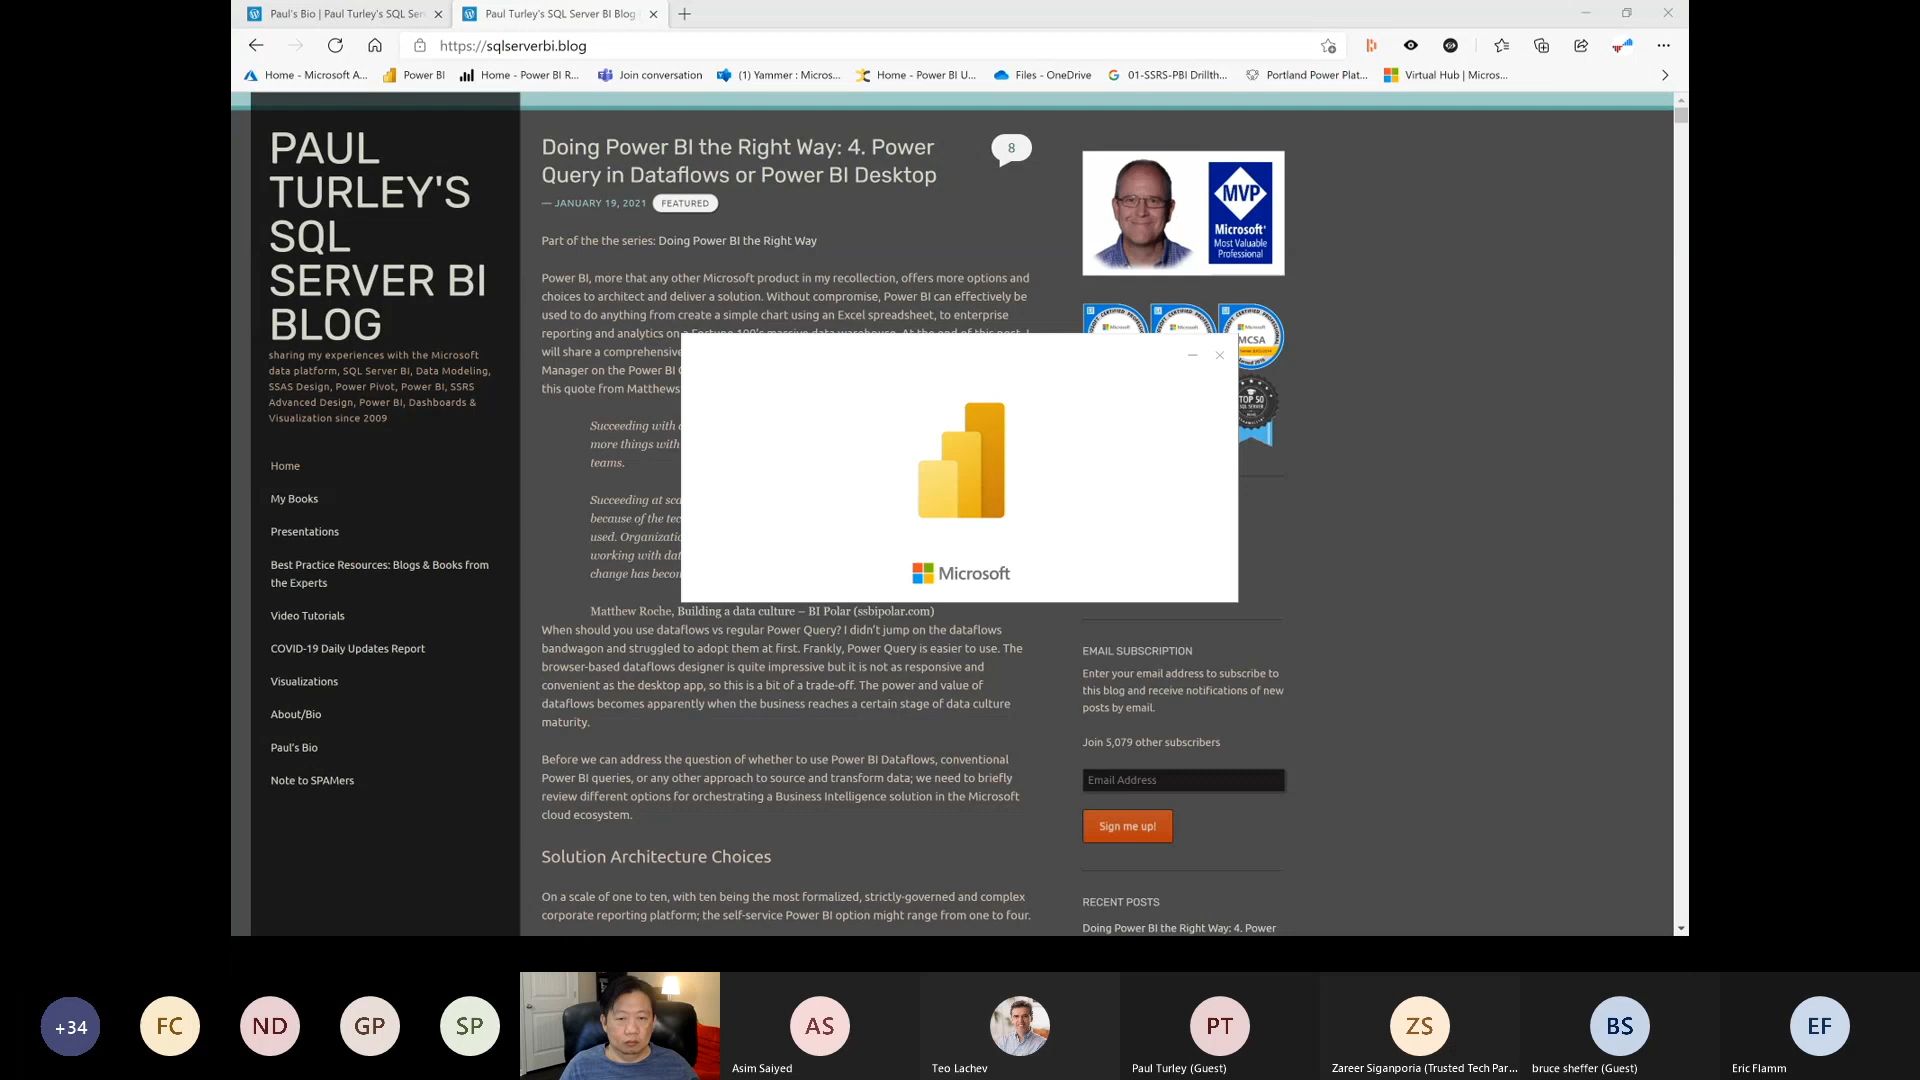 Paul's Bio | Paul Turley's SQL Ser
Paul Turley's SQL Server BI Blog
https://sqlserverbi.blog
Home - Microsoft A...
Power BI
Home - Power BI R...
Join conversation
(1) Yammer : Micros...
Home - Power BI U...
Files - OneDrive
01-SSRS-PBI Drillth...
Portland Power Plat...
Virtual Hub | Micros...
PAUL
TURLEY'S
SQL
SERVER BI
BLOG
sharing my experiences with the Microsoft
data platform, SQL Server BI, Data Modeling,
SSAS Design, Power Pivot, Power BI, SSRS
Advanced Design, Power BI, Dashboards &
Visualization since 2009
Home
My Books
Presentations
Best Practice Resources: Blogs & Books from
the Experts
Video Tutorials
COVID-19 Daily Updates Report
Visualizations
About/Bio
Paul's Bio
Note to SPAMers
Doing Power BI the Right Way: 4. Power
Query in Dataflows or Power BI Desktop
8
— JANUARY 19, 2021 FEATURED
Part of the the series: Doing Power BI the Right Way
Power BI, more that any other Microsoft product in my recollection, offers more options and
choices to architect and deliver a solution. Without compromise, Power BI can effectively be
used to do anything from create a simple chart using an Excel spreadsheet, to enterprise
reporting and analytics on a Fortune 100's massive data warehouse. At the end of this post, I
will share a comprehensive
Manager on the Power BI
this quote from Matthews
Succeeding with
more things with
teams.
Succeeding at
because of the
used.
working with
change has
Microsoft
Matthew Roche, Building a data culture – BI Polar (ssbipolar.com)
When should you use dataflows vs regular Power Query? I didn't jump on the dataflows
bandwagon and struggled to adopt them at first. Frankly, Power Query is easier to use. The
browser-based dataflows designer is quite impressive but it is not as responsive and
convenient as the desktop app, so this is a bit of a trade-off. The power and value of
dataflows becomes apparently when the business reaches a certain stage of data culture
maturity.
Before we can address the question of whether to use Power BI Dataflows, conventional
Power BI queries, or any other approach to source and transform data; we need to briefly
review different options for orchestrating a Business Intelligence solution in the Microsoft
cloud ecosystem.
Solution Architecture Choices
On a scale of one to ten, with ten being the most formalized, strictly-governed and complex
corporate reporting platform; the self-service Power BI option might range from one to four.
MVP
Microsoft®
Most Valuable
Professional
Microsoft
Microsoft
Microsoft
MCSA
TOP 50
SQL SERVER
EMAIL SUBSCRIPTION
Enter your email address to subscribe to
this blog and receive notifications of new
posts by email.
Join 5,079 other subscribers
Email Address
Sign me up!
RECENT POSTS
Doing Power BI the Right Way: 4. Power
+34
FC
ND
GP
SP
AS
PT
ZS
BS
EF
Asim Saiyed
Teo Lachev
Paul Turley (Guest)
Zareer Siganporia (Trusted Tech Par...
bruce sheffer (Guest)
Eric Flamm